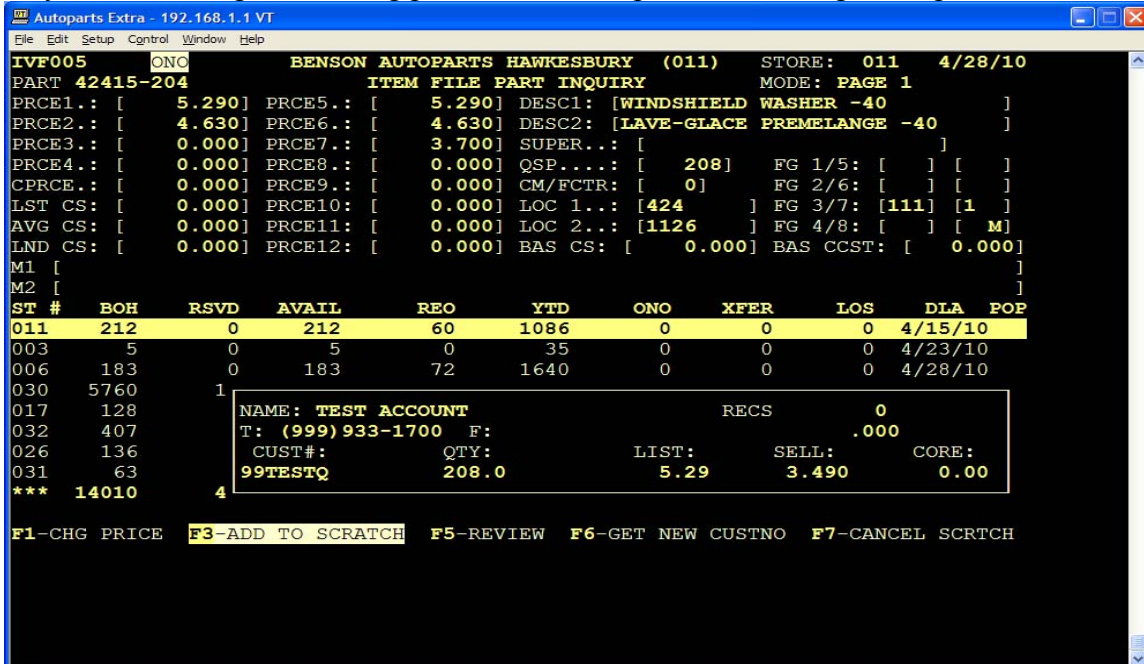 Autoparts Extra - 192.168.1.1 VT
File Edit Setup Control Window Help
IVF005 ONO BENSON AUTOPARTS HAWKESBURY (011) STORE: 011 4/28/10
PART 42415-204 ITEM FILE PART INQUIRY MODE: PAGE 1
PRCE1.: [ 5.290] PRCE5.: [ 5.290] DESC1: [WINDSHIELD WASHER -40 ]
PRCE2.: [ 4.630] PRCE6.: [ 4.630] DESC2: [LAVE-GLACE PREMELANGE -40 ]
PRCE3.: [ 0.000] PRCE7.: [ 3.700] SUPER..: [ ]
PRCE4.: [ 0.000] PRCE8.: [ 0.000] QSP....: [ 208] FG 1/5: [ ] [ ]
CPRCE.: [ 0.000] PRCE9.: [ 0.000] CM/FCTR: [ 0] FG 2/6: [ ] [ ]
LST CS: [ 0.000] PRCE10: [ 0.000] LOC 1..: [424 ] FG 3/7: [111] [1 ]
AVG CS: [ 0.000] PRCE11: [ 0.000] LOC 2..: [1126 ] FG 4/8: [ ] [ M]
LND CS: [ 0.000] PRCE12: [ 0.000] BAS CS: [ 0.000] BAS CCST: [ 0.000]
M1 [ ]
M2 [ ]
ST # BOH RSVD AVAIL REO YTD ONO XFER LOS DLA POP
011 212 0 212 60 1086 0 0 0 4/15/10
003 5 0 5 0 35 0 0 0 4/23/10
006 183 0 183 72 1640 0 0 0 4/28/10
030 5760 1
017 128 NAME: TEST ACCOUNT RECS 0
032 407 T: (999)933-1700 F: .000
026 136 CUST#: QTY: LIST: SELL: CORE:
031 63 99TESTQ 208.0 5.29 3.490 0.00
*** 14010 4
F1-CHG PRICE F3-ADD TO SCRATCH F5-REVIEW F6-GET NEW CUSTNO F7-CANCEL SCRTCH